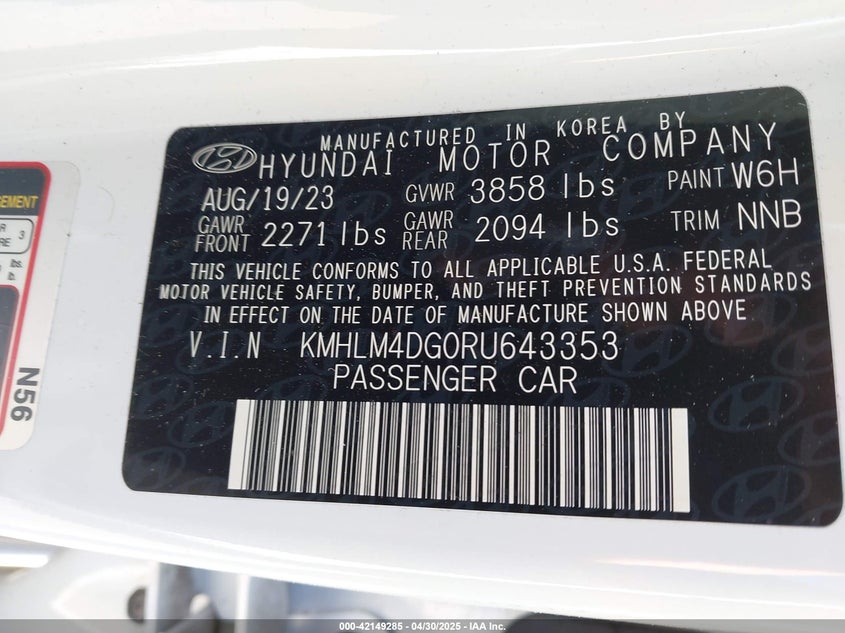 MANUFACTURED IN KOREA BY
HYUNDAI MOTOR COMPANY
AUG/19/23 GVWR 3858 lbs PAINT W6H
GAWR FRONT 2271 lbs GAWR REAR 2094 lbs TRIM NNB
THIS VEHICLE CONFORMS TO ALL APPLICABLE U.S.A. FEDERAL
MOTOR VEHICLE SAFETY, BUMPER, AND THEFT PREVENTION STANDARDS
IN EFFECT ON THE DATE OF MANUFACTURE SHOWN ABOVE
V.I.N KMHLM4DG0RU643353
PASSENGER CAR
3
lbs.
lb.
N56
000-42149285 - 04/30/2025 - IAA Inc.